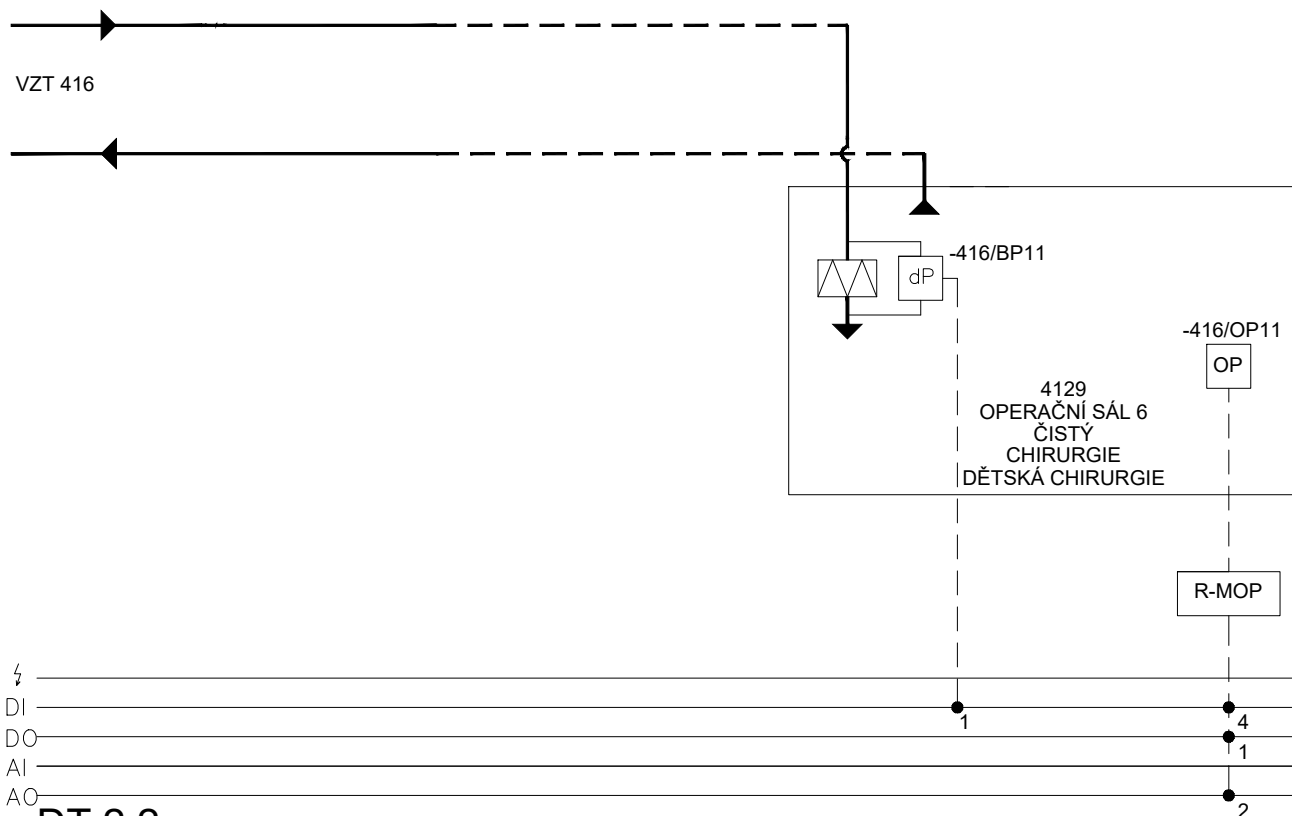 VZT 416
-416/BP11
dP
-416/OP11
OP
4129
OPERAČNÍ SÁL 6
ČISTÝ
CHIRURGIE
DĚTSKÁ CHIRURGIE
R-MOP
DI
1
4
DO
1
AI
AO
2